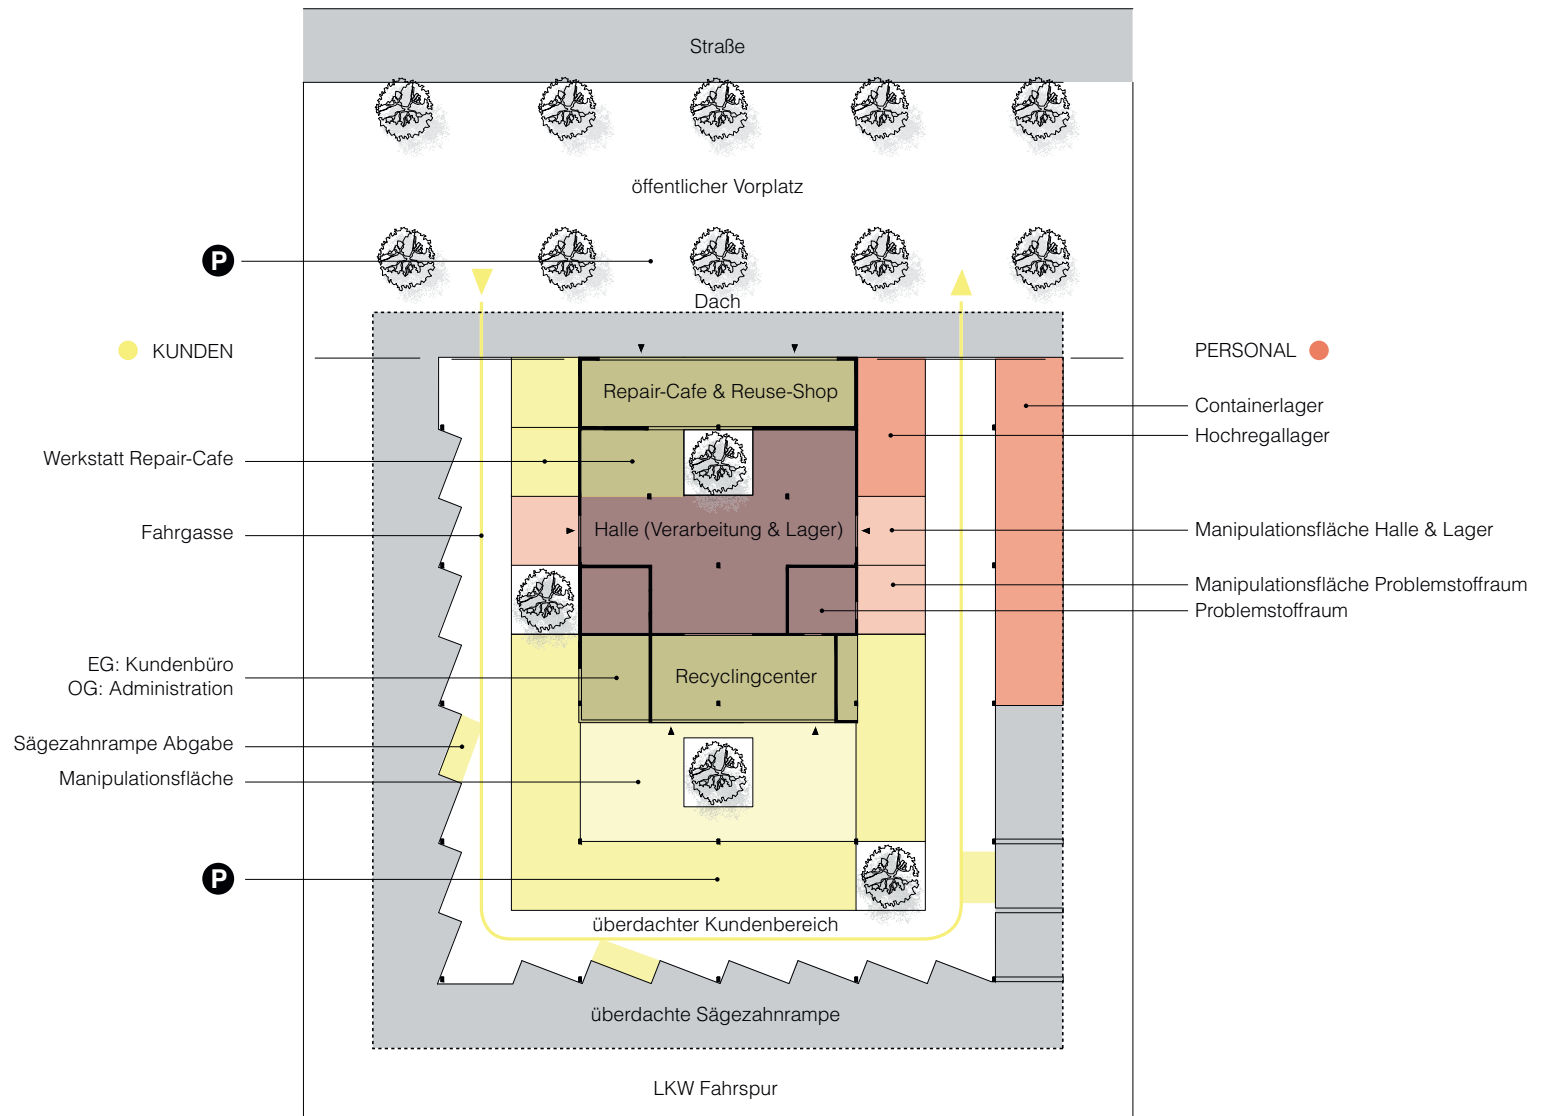 Straße
öffentlicher Vorplatz
P
Dach
KUNDEN
PERSONAL
Repair-Cafe & Reuse-Shop
Containerlager
Hochregallager
Werkstatt Repair-Cafe
Fahrgasse
Halle (Verarbeitung & Lager)
Manipulationsfläche Halle & Lager
Manipulationsfläche Problemstoffraum
Problemstoffraum
EG: Kundenbüro
OG: Administration
Recyclingcenter
Sägezahnrampe Abgabe
Manipulationsfläche
P
überdachter Kundenbereich
überdachte Sägezahnrampe
LKW Fahrspur